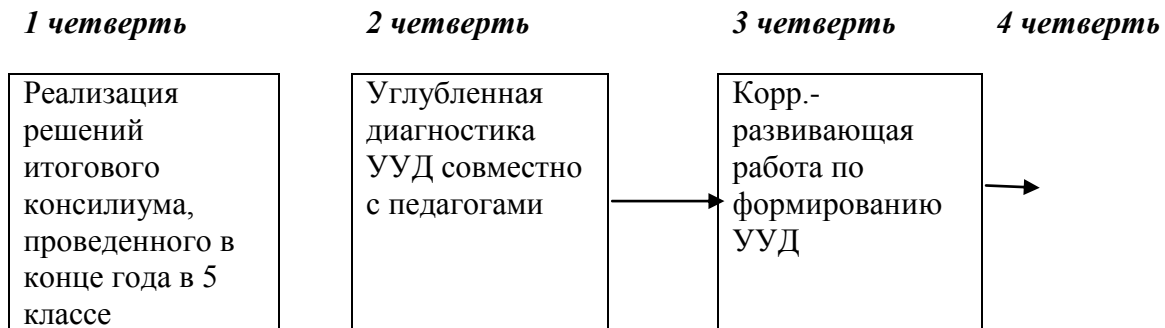 1 четверть 2 четверть 3 четверть 4 четверть
Реализация
решений
итогового
консилиума,
проведенного в
конце года в 5
классе
Углубленная
диагностика
УУД совместно
с педагогами
Корр.-
развивающая
работа по
формированию
УУД